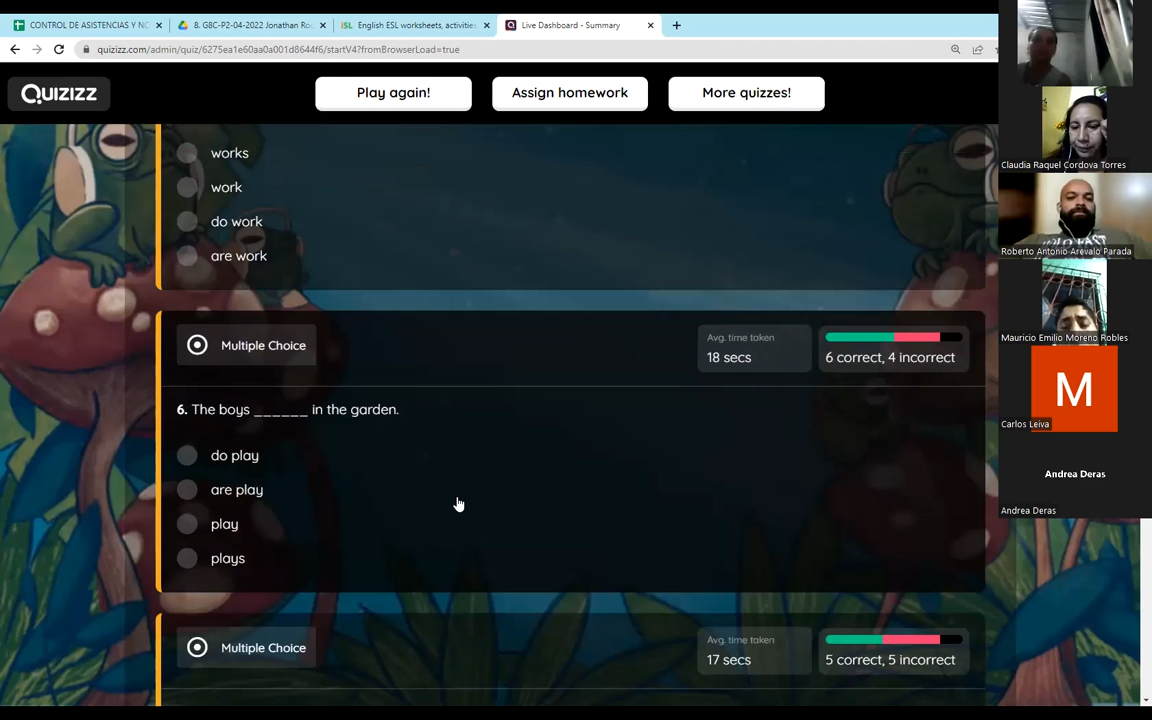 CONTROL DE ASISTENCIAS Y NO
8. G8C-P2-04-2022 Jonathan Ro
iSL English ESL worksheets, activities
Live Dashboard - Summary
quizizz.com/admin/quiz/6275ea1e60aa0a001d8644f6/startV4?fromBrowserLoad=true
Quizizz
Play again!
Assign homework
More quizzes!
works
work
do work
are work
Multiple Choice
Avg. time taken
18 secs
6 correct, 4 incorrect
6. The boys ______ in the garden.
do play
are play
play
plays
Multiple Choice
Avg. time taken
17 secs
5 correct, 5 incorrect
Claudia Raquel Cordova Torres
Roberto Antonio Arevalo Parada
Mauricio Emilio Moreno Robles
M
Carlos Leiva
Andrea Deras
Andrea Deras